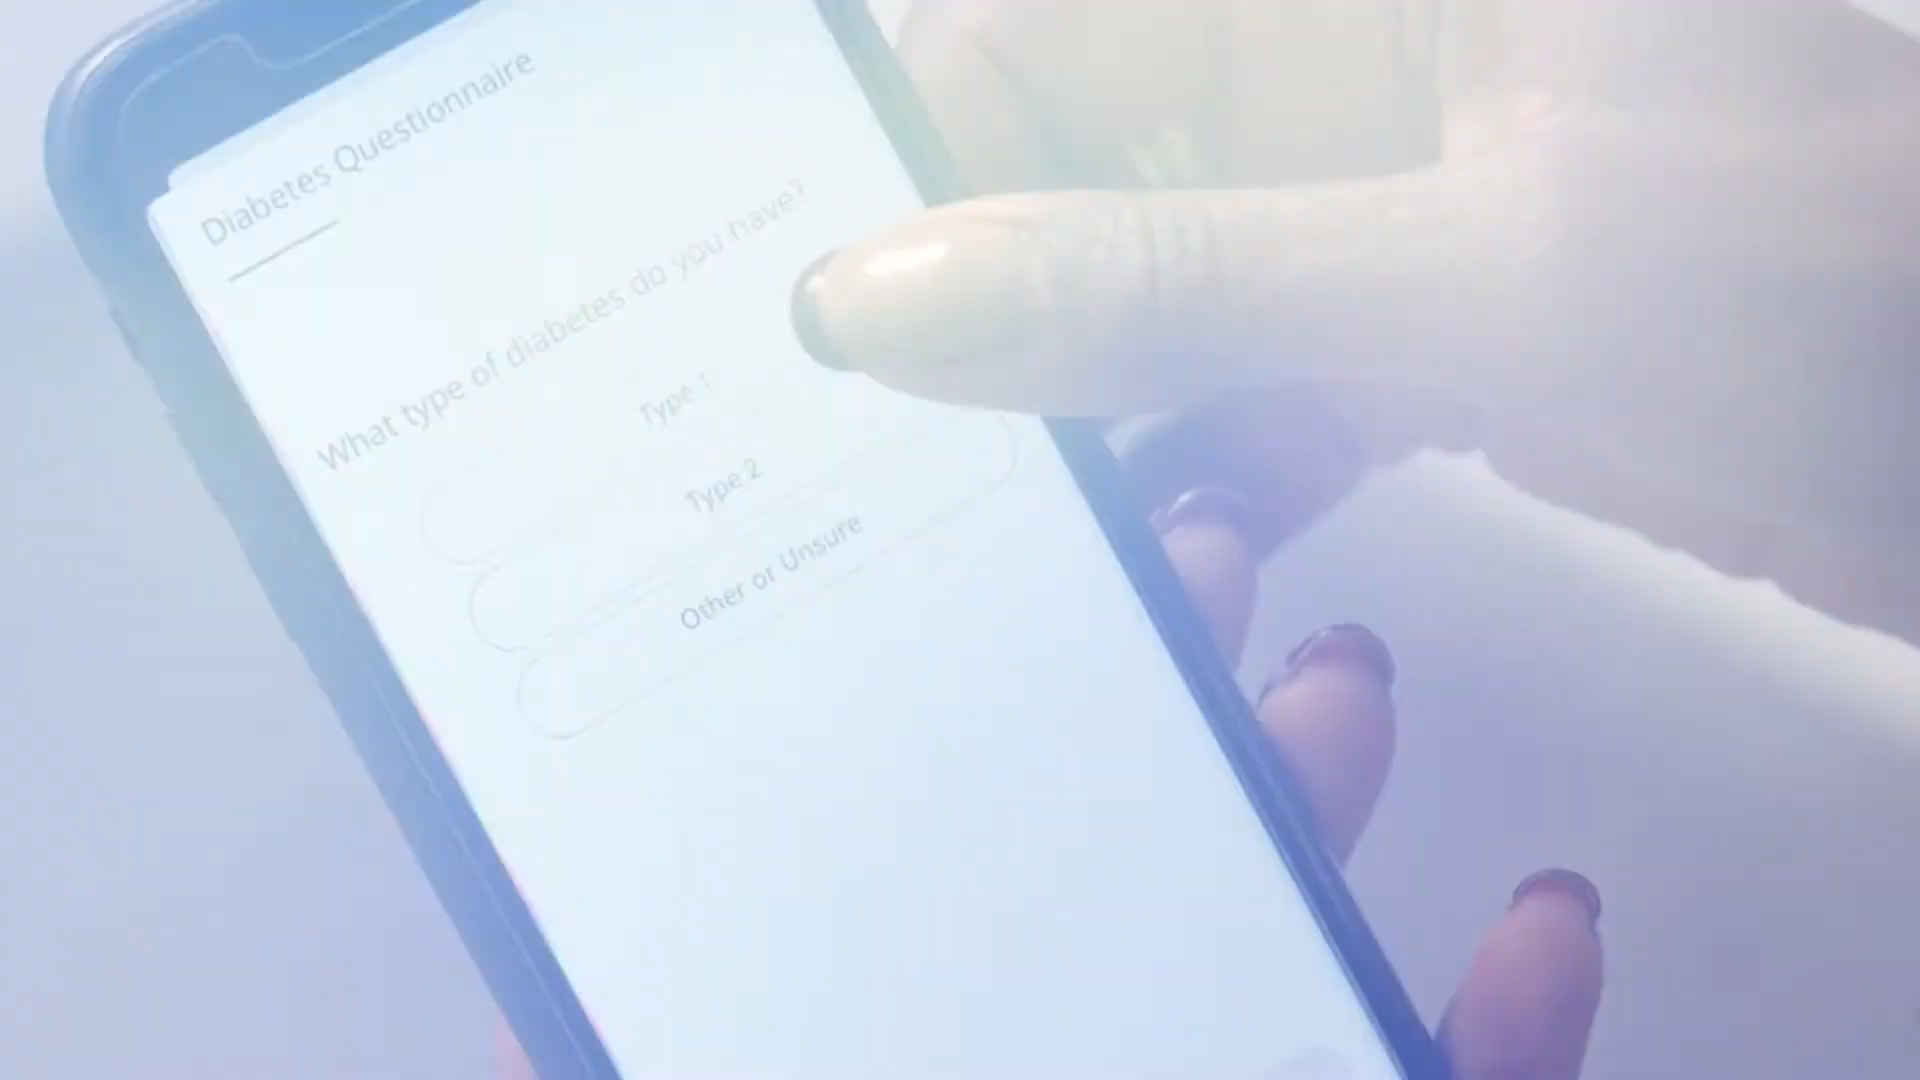 Diabetes Questionnaire
What type of diabetes do you have?
Type 1
Type 2
Other or Unsure